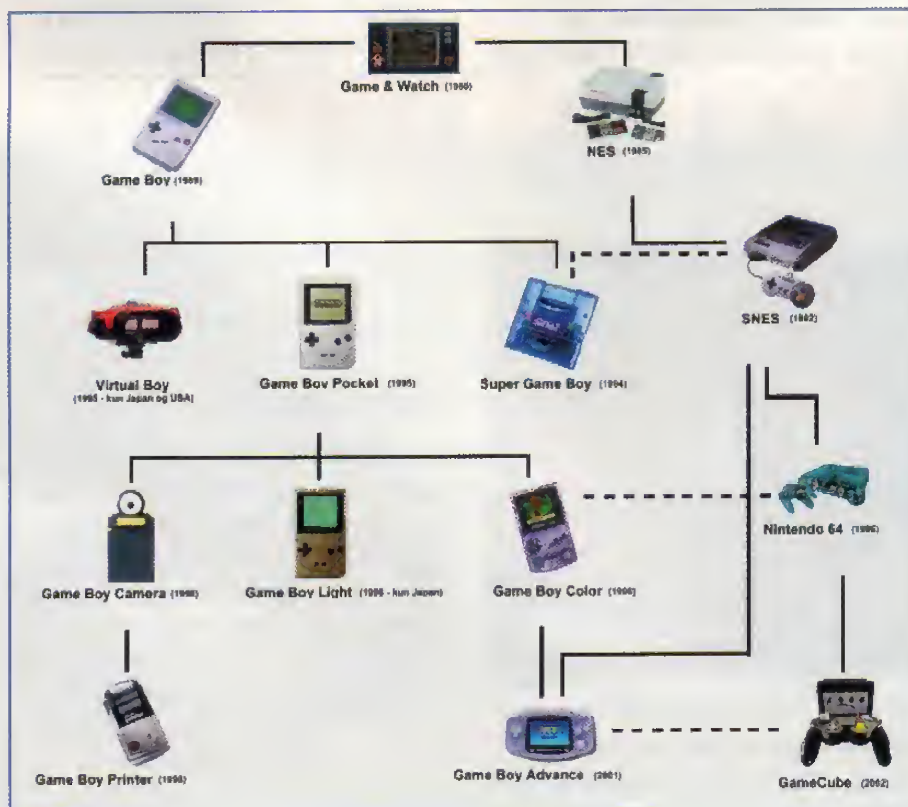 Game & Watch (1980)
Game Boy (1989)
NES (1985)
SNES (1992)
Virtual Boy
(1995 - kun Japan og USA)
Game Boy Pocket (1995)
Super Game Boy (1994)
Nintendo 64 (1996)
Game Boy Camera (1998)
Game Boy Light (1998 - kun Japan)
Game Boy Color (1998)
Game Boy Printer (1998)
Game Boy Advance (2001)
GameCube (2002)